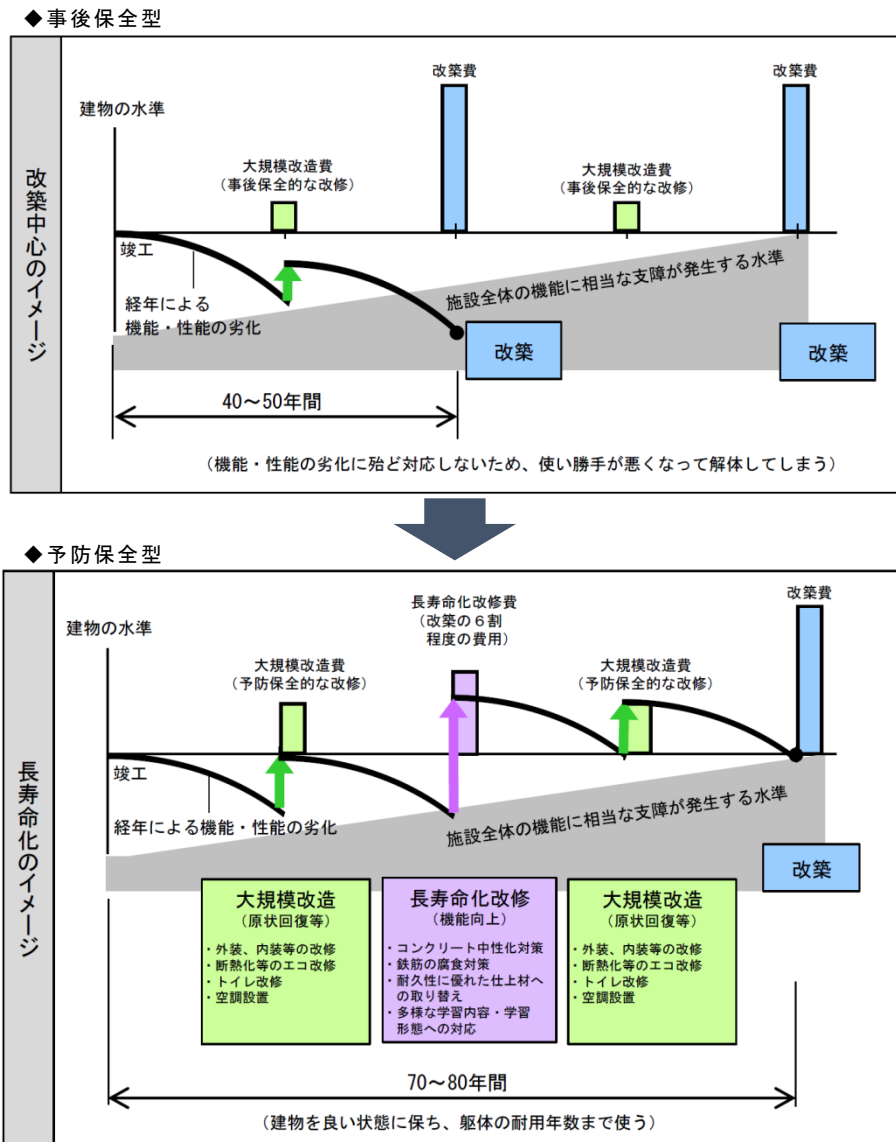 ◆事後保全型
改築中心のイメージ
建物の水準
改築費
改築費
大規模改造費
（事後保全的な改修）
大規模改造費
（事後保全的な改修）
竣工
経年による
機能・性能の劣化
施設全体の機能に相当な支障が発生する水準
改築
改築
40～50年間
（機能・性能の劣化に殆ど対応しないため、使い勝手が悪くなって解体してしまう）
◆予防保全型
長寿命化のイメージ
建物の水準
長寿命化改修費
（改築の６割
程度の費用）
改築費
大規模改造費
（予防保全的な改修）
大規模改造費
（予防保全的な改修）
竣工
経年による機能・性能の劣化
施設全体の機能に相当な支障が発生する水準
改築
大規模改造
（原状回復等）
・外装、内装等の改修
・断熱化等のエコ改修
・トイレ改修
・空調設置
長寿命化改修
（機能向上）
・コンクリート中性化対策
・鉄筋の腐食対策
・耐久性に優れた仕上材へ
の取り替え
・多様な学習内容・学習
形態への対応
大規模改造
（原状回復等）
・外装、内装等の改修
・断熱化等のエコ改修
・トイレ改修
・空調設置
70～80年間
（建物を良い状態に保ち、躯体の耐用年数まで使う）